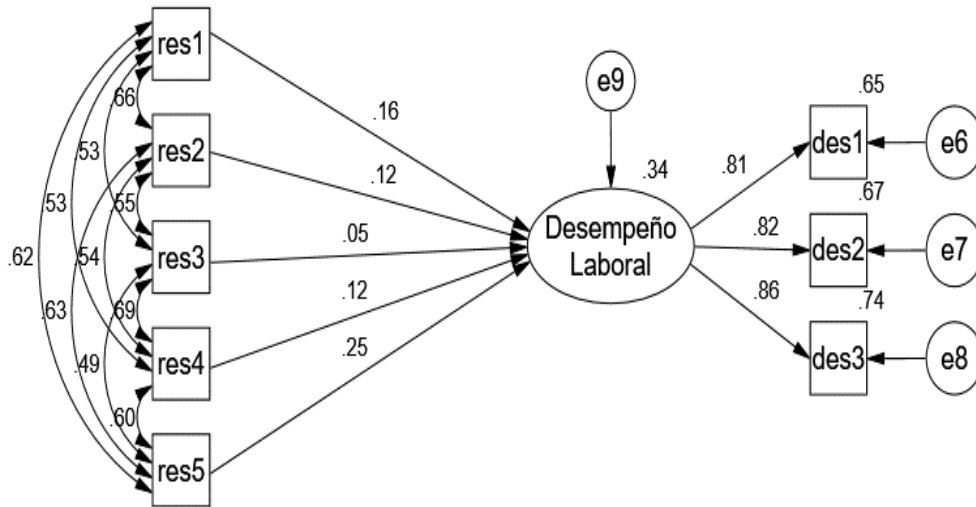 res1
res2
res3
res4
res5
.66
.53
.53
.55
.62
.54
.63
.69
.49
.60
.16
.12
.05
.12
.25
e9
.34
Desempeño
Laboral
.81
.82
.86
.65
des1
e6
.67
des2
e7
.74
des3
e8